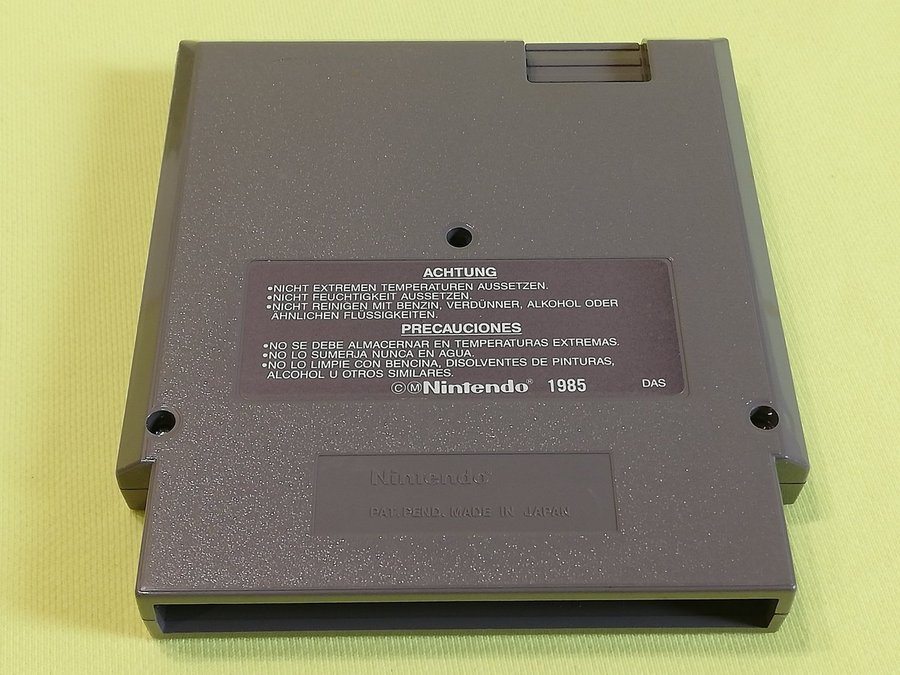 ACHTUNG
•NICHT EXTREMEN TEMPERATUREN AUSSETZEN.
•NICHT FEUCHTIGKEIT AUSSETZEN.
•NICHT REINIGEN MIT BENZIN, VERDÜNNER, ALKOHOL ODER
ÄHNLICHEN FLÜSSIGKEITEN.
PRECAUCIONES
•NO SE DEBE ALMACERNAR EN TEMPERATURAS EXTREMAS.
•NO LO SUMERJA NUNCA EN AGUA.
•NO LO LIMPIE CON BENCINA, DISOLVENTES DE PINTURAS,
ALCOHOL U OTROS SIMILARES.
ⒸⓂNintendo® 1985 DAS
Nintendo®
PAT. PEND. MADE IN JAPAN